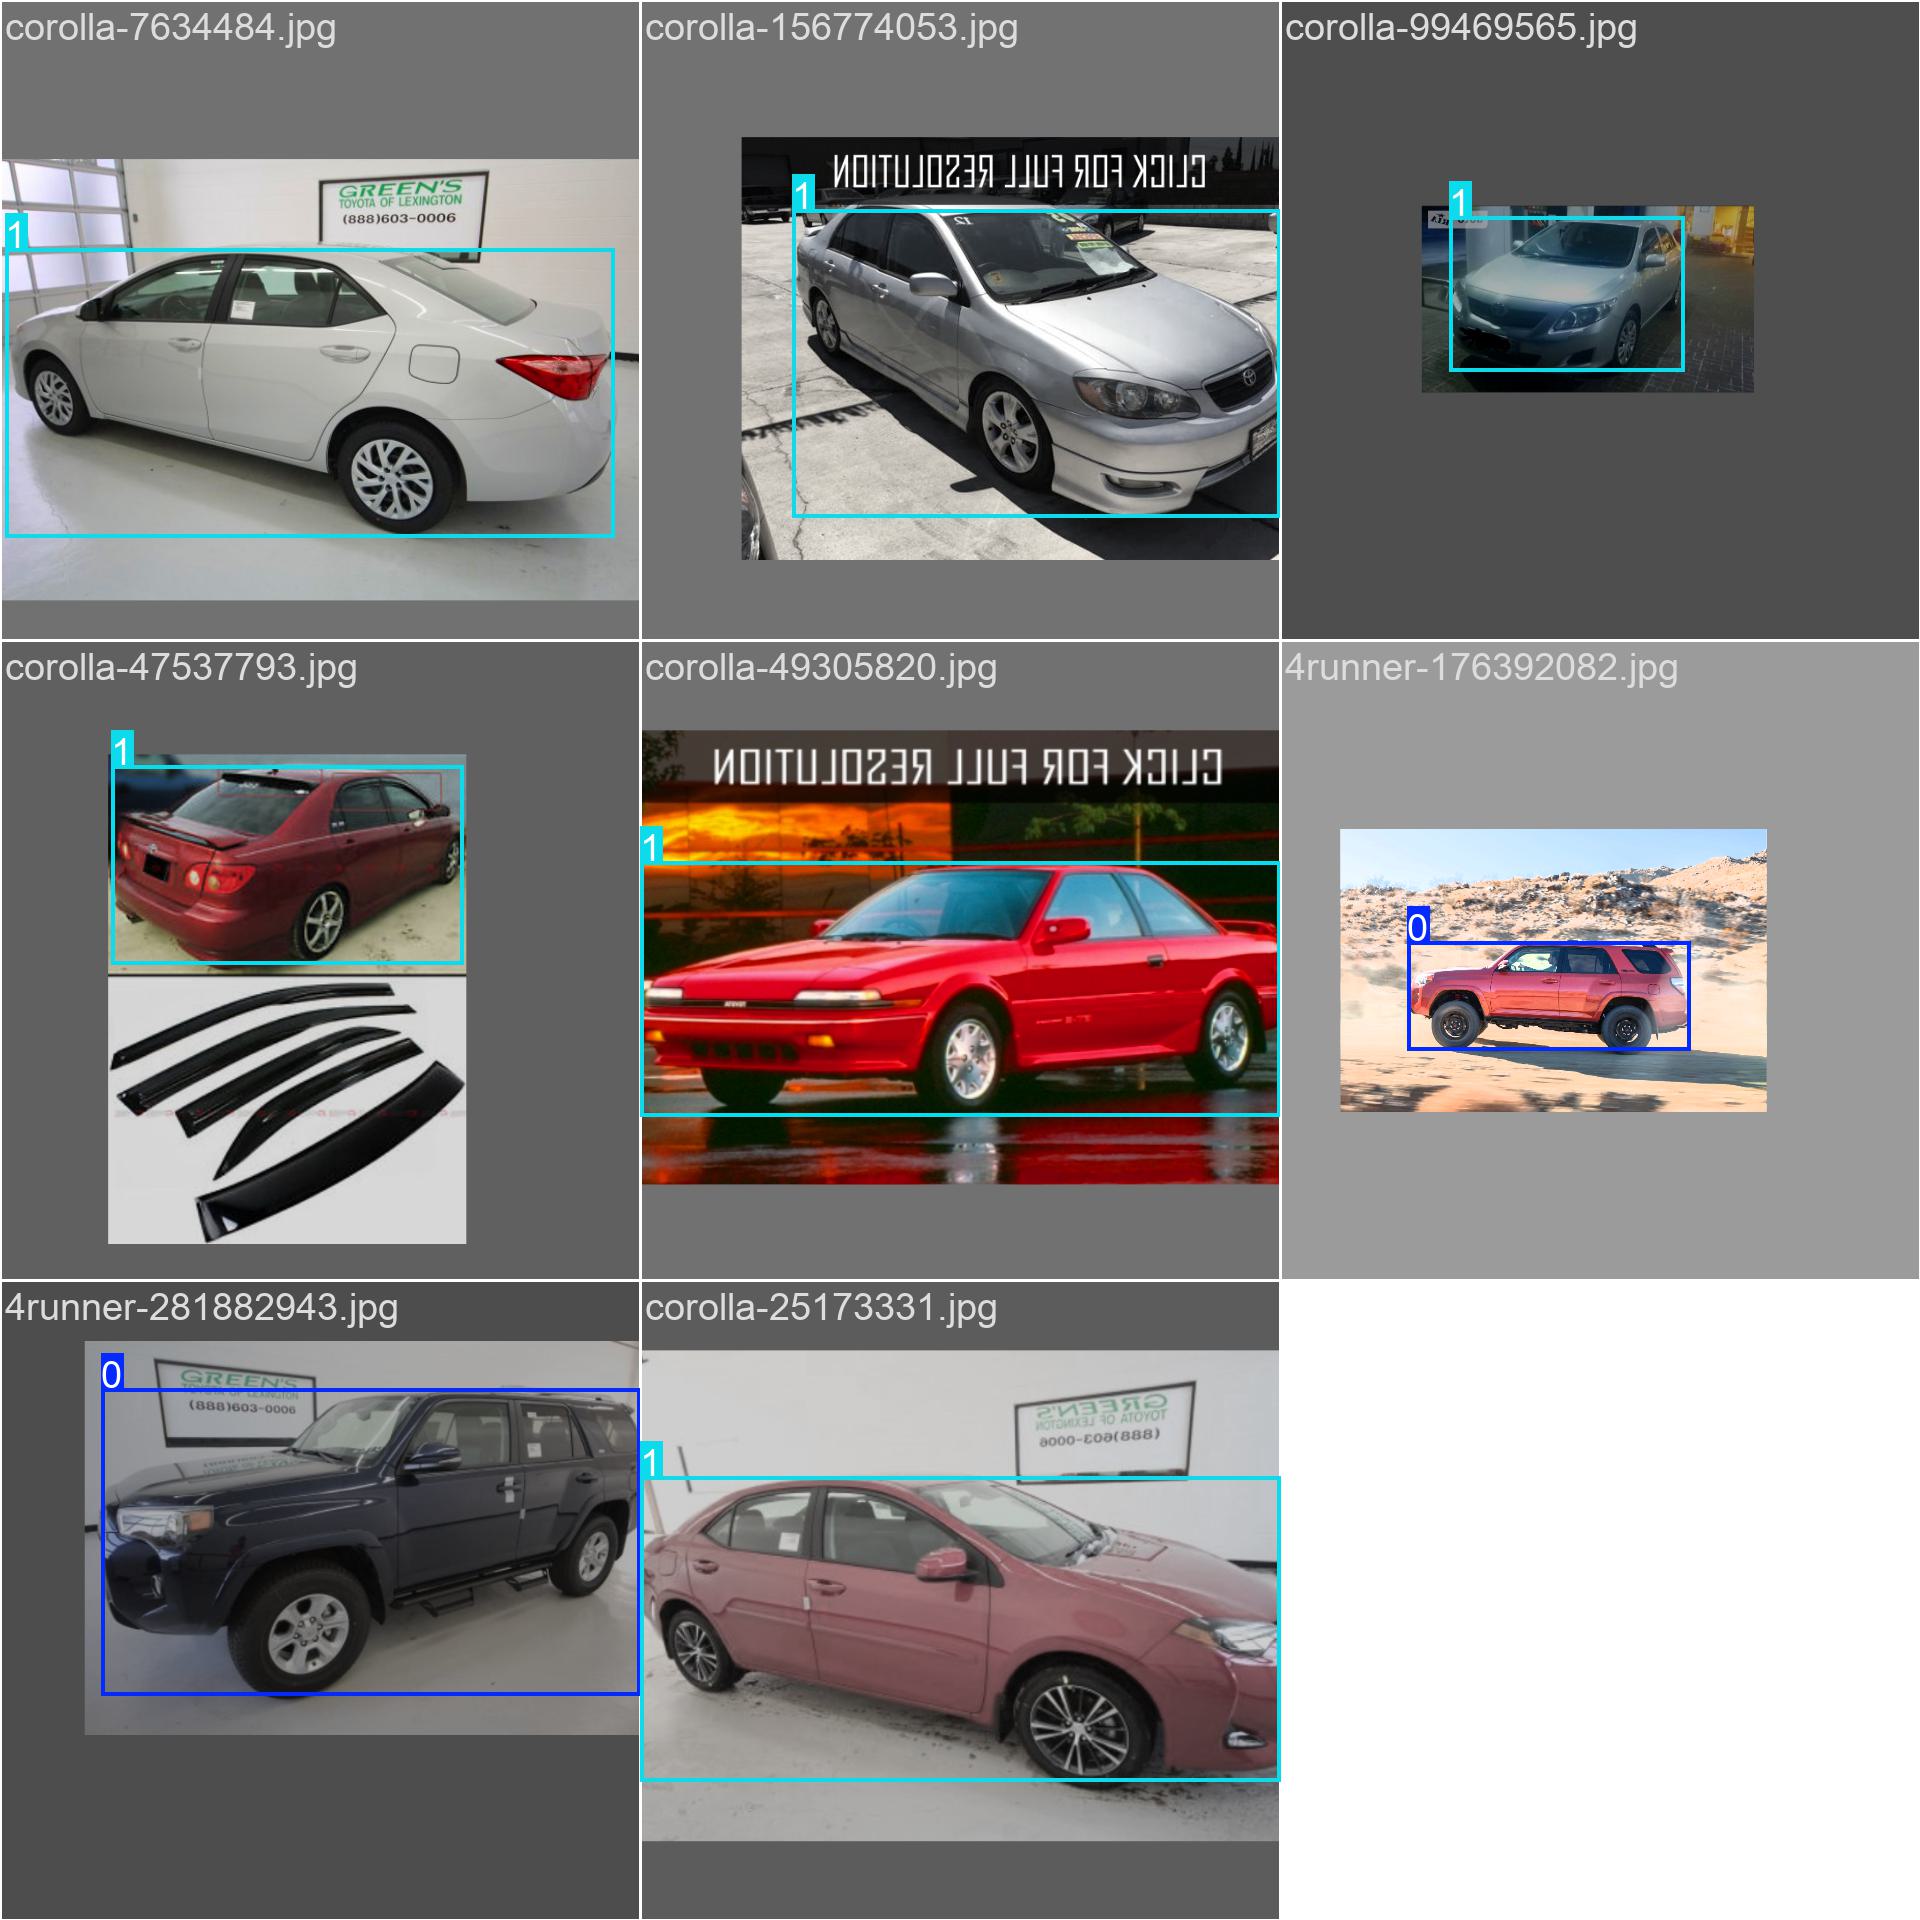 corolla-7634484.jpg
GREEN'S
TOYOTA OF LEXINGTON
(888)603-0006
1
corolla-156774053.jpg
CLICK FOR FULL RESOLUTION
1
corolla-99469565.jpg
1
corolla-47537793.jpg
1
corolla-49305820.jpg
CLICK FOR FULL RESOLUTION
1
4runner-176392082.jpg
0
4runner-281882943.jpg
0
GREEN'S
TOYOTA OF LEXINGTON
(888)603-0006
corolla-25173331.jpg
GREEN'S
TOYOTA OF LEXINGTON
(888)603-0006
1